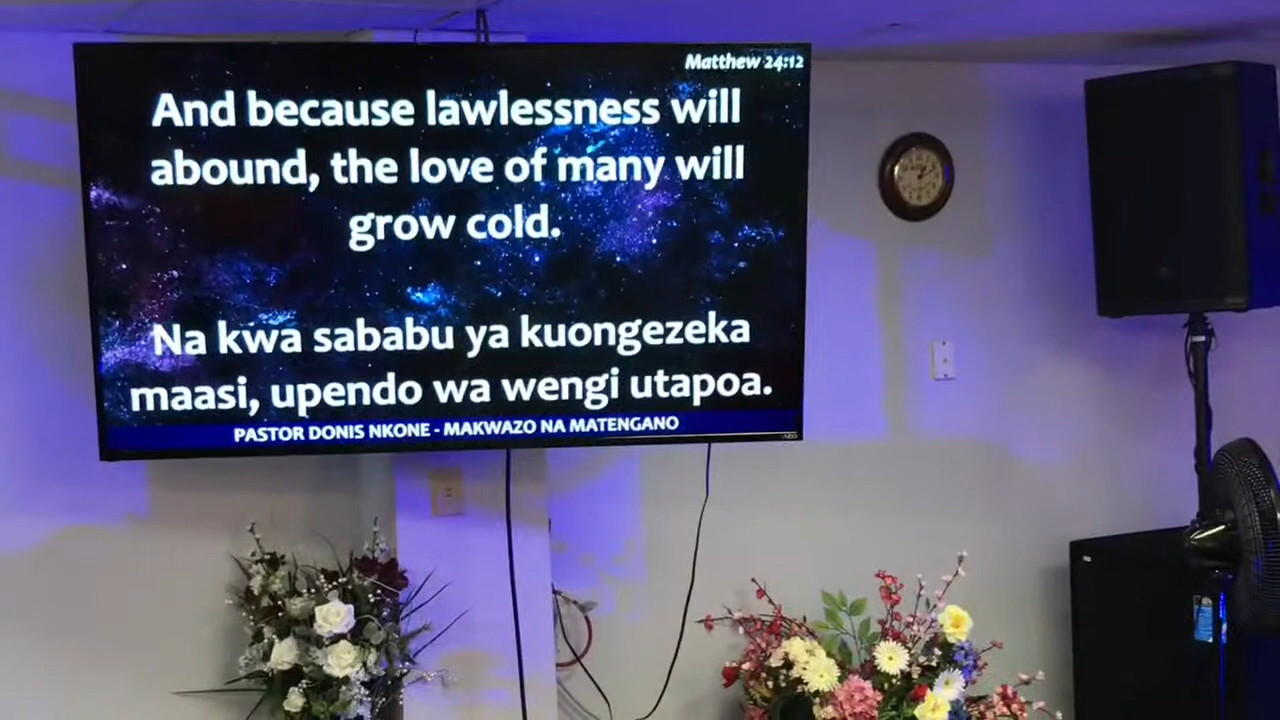 Matthew 24:12
And because lawlessness will
abound, the love of many will
grow cold.
Na kwa sababu ya kuongezeka
maasi, upendo wa wengi utapoa.
PASTOR DONIS NKONE - MAKWAZO NA MATENGANO